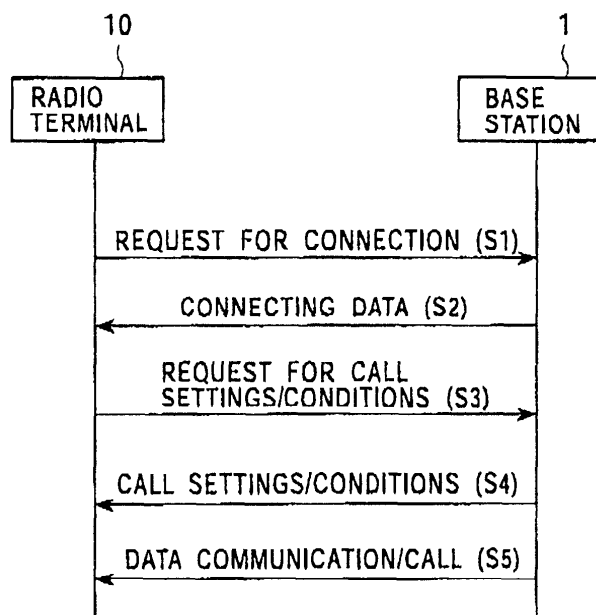 10
1
RADIO
TERMINAL
BASE
STATION
REQUEST FOR CONNECTION (S1)
CONNECTING DATA (S2)
REQUEST FOR CALL
SETTINGS/CONDITIONS (S3)
CALL SETTINGS/CONDITIONS (S4)
DATA COMMUNICATION/CALL (S5)